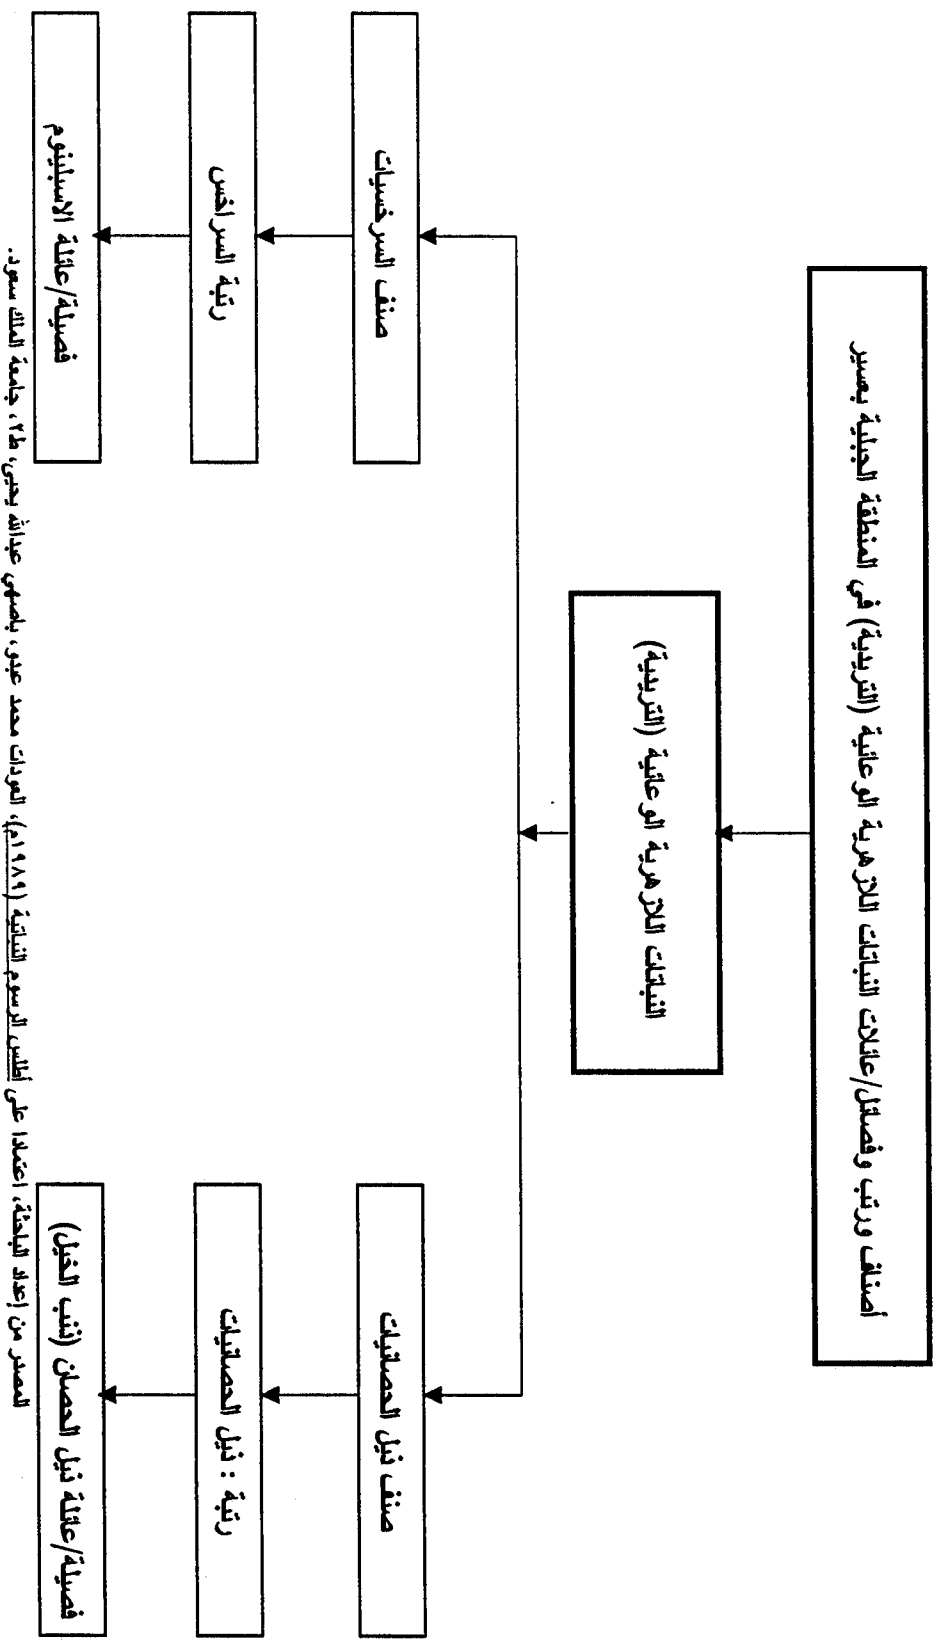 أصناف ورتب وفصائل/عائلات النباتات اللازهرية الوعائية (التريدية) في المنطقة الجبلية بعسير
النباتات اللازهرية الوعائية (التريدية)
صنف ذيل الحصانيات
رتبة : ذيل الحصانيات
فصيلة/عائلة ذيل الحصان (ذنب الخيل)
صنف السرخسيات
رتبة السراخس
فصيلة/عائلة الاسبلينوم
المصدر من إعداد الباحثة، اعتمادا على أطلس الرسوم النباتية (١٩٨٩م)، العودات محمد عبدو، باصهي عبدالله يحيى، ط٢، جامعة الملك سعود.